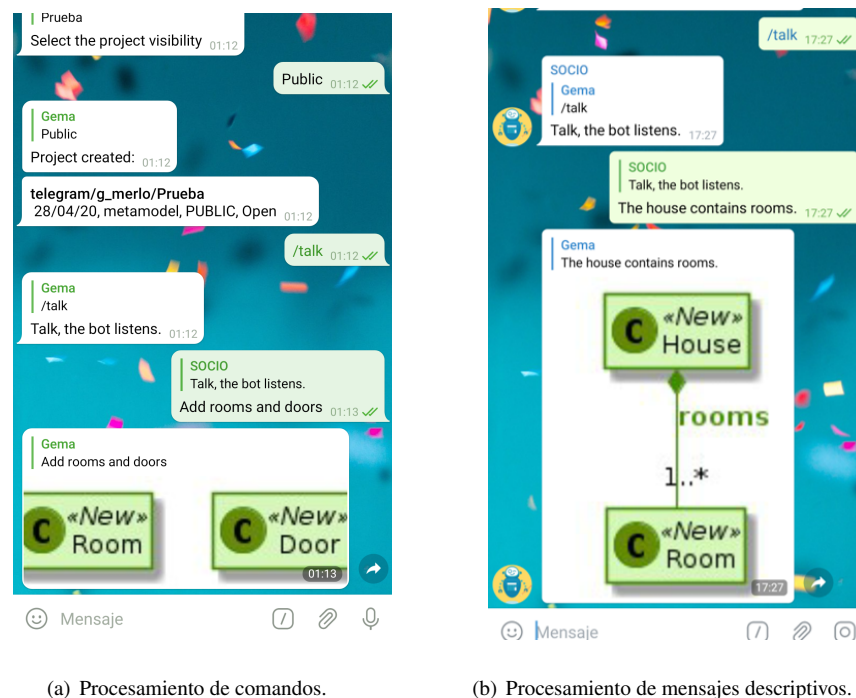 Prueba
Select the project visibility 01:12
Public 01:12
Gema
Public
Project created: 01:12
telegram/g_merlo/Prueba
28/04/20, metamodel, PUBLIC, Open 01:12
/talk 01:12
Gema
/talk
Talk, the bot listens. 01:12
SOCIO
Talk, the bot listens.
Add rooms and doors 01:13
Gema
Add rooms and doors
C «New» Room
C «New» Door
01:13
Mensaje
(a) Procesamiento de comandos.
/talk 17:27
SOCIO
Gema
/talk
Talk, the bot listens. 17:27
SOCIO
Talk, the bot listens.
The house contains rooms. 17:27
Gema
The house contains rooms.
C «New» House
rooms
1..*
C «New» Room
17:27
Mensaje
(b) Procesamiento de mensajes descriptivos.